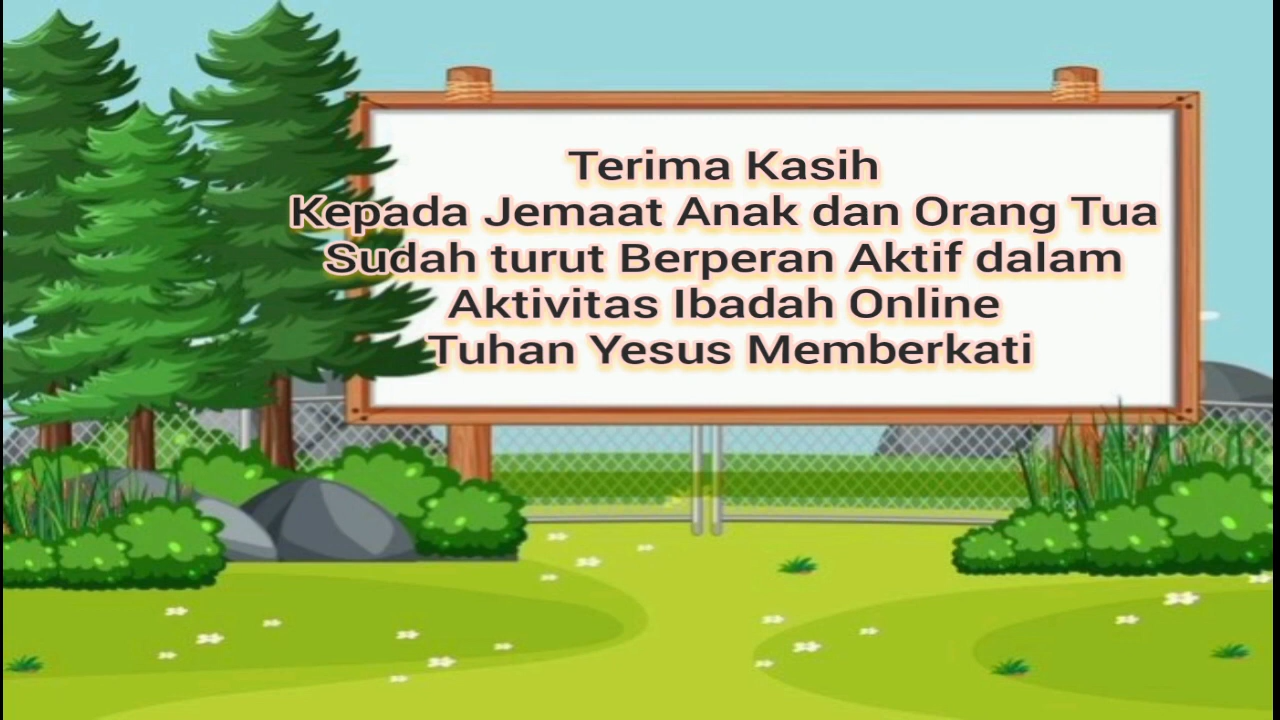 Terima Kasih
Kepada Jemaat Anak dan Orang Tua
Sudah turut Berperan Aktif dalam
Aktivitas Ibadah Online
Tuhan Yesus Memberkati